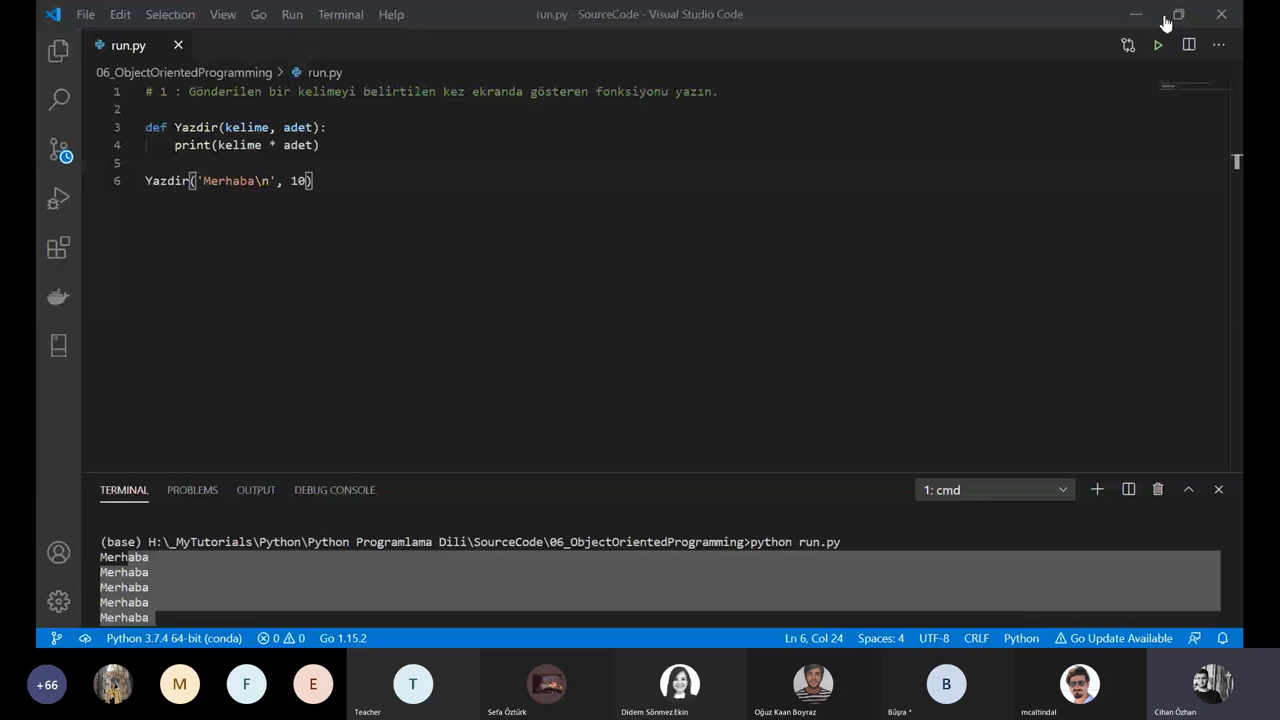 File Edit Selection View Go Run Terminal Help run.py - SourceCode - Visual Studio Code
run.py
06_ObjectOrientedProgramming > run.py
1 # 1 : Gönderilen bir kelimeyi belirtilen kez ekranda gösteren fonksiyonu yazın.
2
3 def Yazdir(kelime, adet):
4 print(kelime * adet)
5
6 Yazdir('Merhaba\n', 10)
TERMINAL PROBLEMS OUTPUT DEBUG CONSOLE 1: cmd
(base) H:\_MyTutorials\Python\Python Programlama Dili\SourceCode\06_ObjectOrientedProgramming>python run.py
Merhaba
Merhaba
Merhaba
Merhaba
Merhaba
Python 3.7.4 64-bit (conda) 0 0 Go 1.15.2 Ln 6, Col 24 Spaces: 4 UTF-8 CRLF Python Go Update Available
+66 M F E T B
Teacher Sefa Öztürk Didem Sönmez Ekin Oğuz Kaan Boyraz Büşra * mcaltindal Cihan Özhan